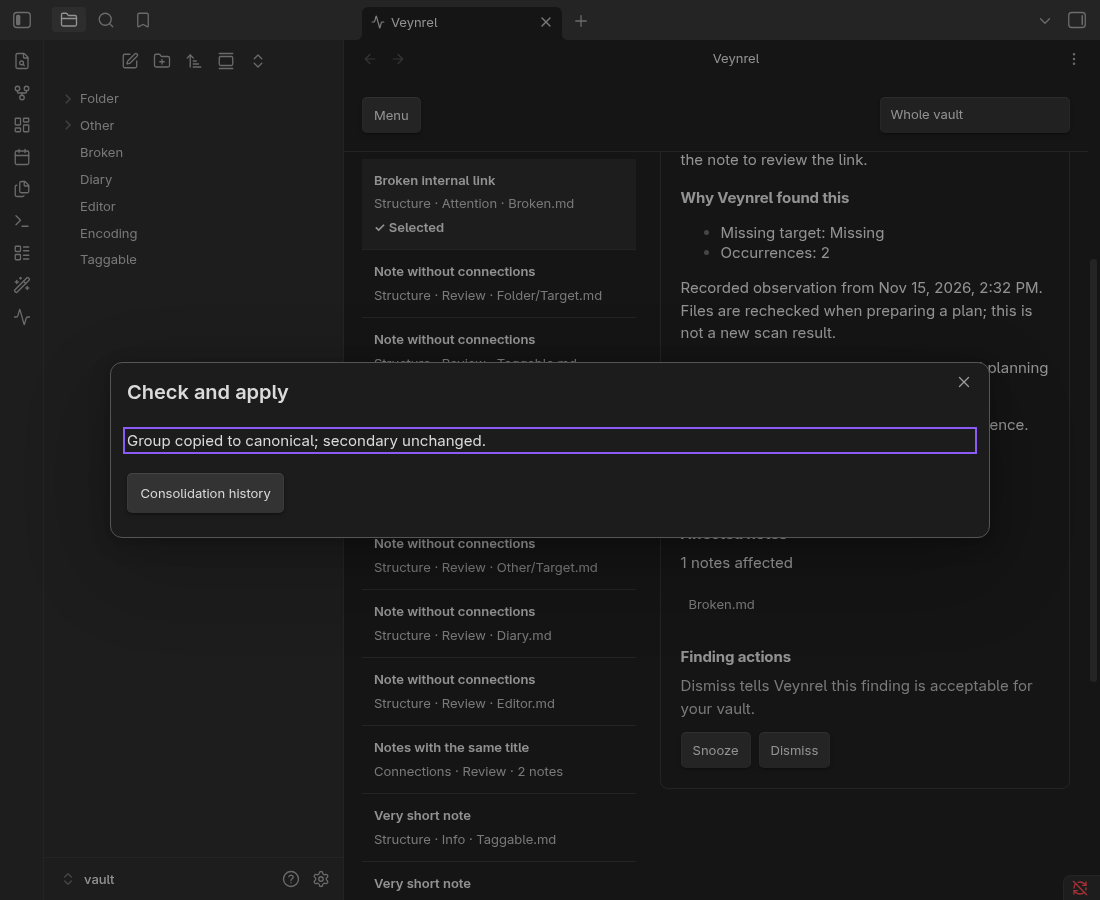 Veynrel
Veynrel
Folder
Other
Broken
Diary
Editor
Encoding
Taggable
Menu
Whole vault
Broken internal link
Structure · Attention · Broken.md
✓ Selected
Note without connections
Structure · Review · Folder/Target.md
Note without connections
Structure · Review · Taggable.md
the note to review the link.
Why Veynrel found this
Missing target: Missing
Occurrences: 2
Recorded observation from Nov 15, 2026, 2:32 PM.
Files are rechecked when preparing a plan; this is
not a new scan result.
planning
Check and apply
Group copied to canonical; secondary unchanged.
Consolidation history
Note without connections
Structure · Review · Other/Target.md
Note without connections
Structure · Review · Diary.md
Note without connections
Structure · Review · Editor.md
Notes with the same title
Connections · Review · 2 notes
Very short note
Structure · Info · Taggable.md
Very short note
Affected notes
1 notes affected
Broken.md
Finding actions
Dismiss tells Veynrel this finding is acceptable for
your vault.
Snooze
Dismiss
vault